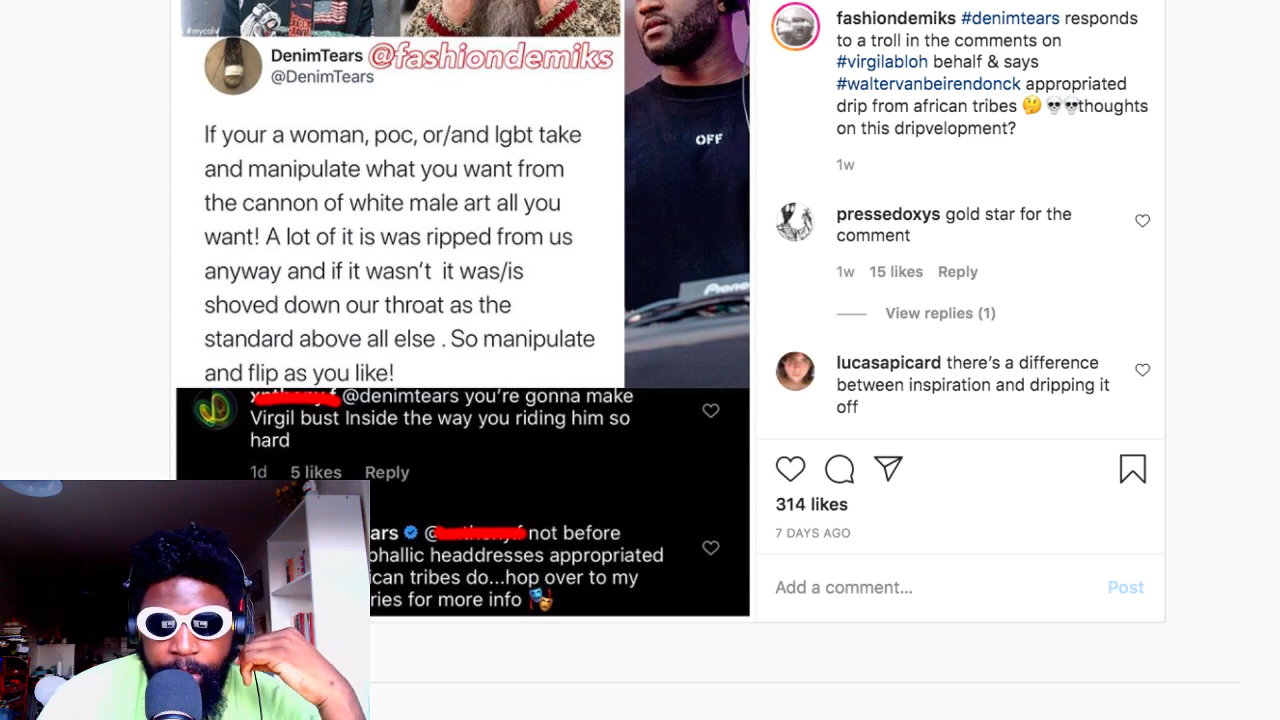 #mycolv
STON
DAVIE
DenimTears @fashiondemiks
@DenimTears
If your a woman, poc, or/and lgbt take
and manipulate what you want from
the cannon of white male art all you
want! A lot of it is was ripped from us
anyway and if it wasn't it was/is
shoved down our throat as the
standard above all else . So manipulate
and flip as you like!
OFF
Pioneer
@denimtears you're gonna make
Virgil bust Inside the way you riding him so
hard
1d 5 likes Reply
ars @ not before
phallic headdresses appropriated
ican tribes do...hop over to my
ries for more info
fashiondemiks #denimtears responds
to a troll in the comments on
#virgilabloh behalf & says
#waltervanbeirendonck appropriated
drip from african tribes 🤔 💀💀thoughts
on this dripvelopment?
1w
pressedoxys gold star for the
comment
1w 15 likes Reply
View replies (1)
lucasapicard there's a difference
between inspiration and dripping it
off
314 likes
7 DAYS AGO
Add a comment... Post